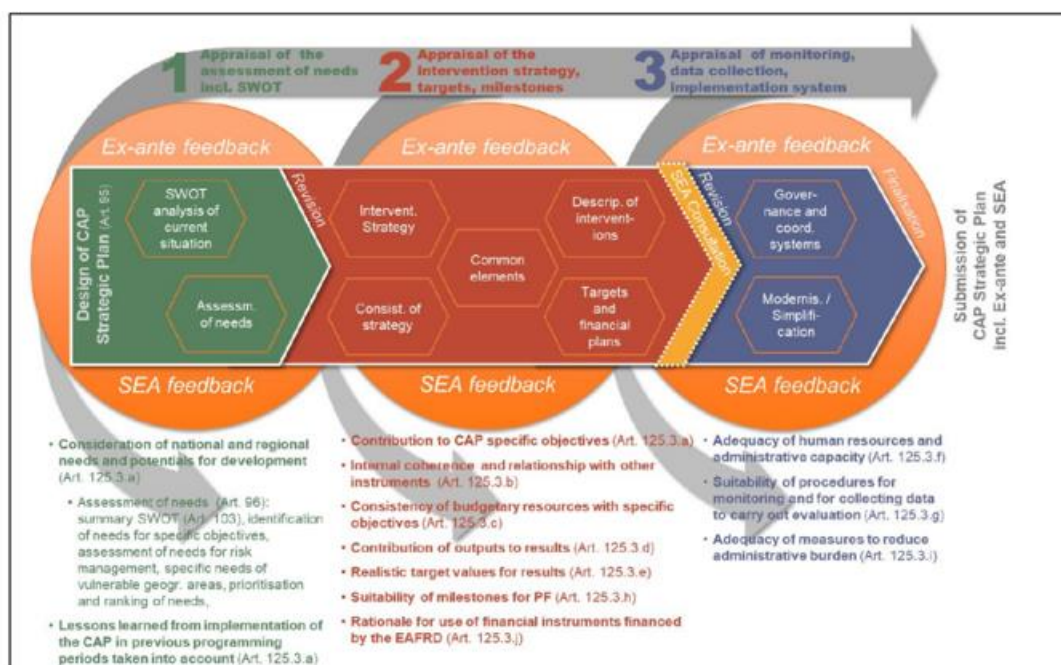 1 Appraisal of the
assessment of needs
incl. SWOT
2 Appraisal of the
intervention strategy,
targets, milestones
3 Appraisal of monitoring,
data collection,
implementation system
Ex-ante feedback
Ex-ante feedback
Ex-ante feedback
Design of CAP
Strategic Plan (Art. 95)
SWOT
analysis of
current
situation
Assessm.
of needs
Revision
Intervent.
Strategy
Consist. of
strategy
Common
elements
Descrip. of
intervent-
ions
Targets
and
financial
plans
SEA Consultation
Revision
Gover-
nance and
coord.
systems
Modernis. /
Simplifi-
cation
Finalisation
Submission of
CAP Strategic Plan
incl. Ex-ante and SEA
SEA feedback
SEA feedback
SEA feedback
• Consideration of national and regional
needs and potentials for development
(Art. 125.3.a)
• Assessment of needs (Art. 96):
summary SWOT (Art. 103), identification
of needs for specific objectives,
assessment of needs for risk
management, specific needs of
vulnerable geogr. areas, prioritisation
and ranking of needs,
• Lessons learned from implementation of
the CAP in previous programming
periods taken into account (Art. 125.3.a)
• Contribution to CAP specific objectives (Art. 125.3.a)
• Internal coherence and relationship with other
instruments (Art. 125.3.b)
• Consistency of budgetary resources with specific
objectives (Art. 125.3.c)
• Contribution of outputs to results (Art. 125.3.d)
• Realistic target values for results (Art. 125.3.e)
• Suitability of milestones for PF (Art. 125.3.h)
• Rationale for use of financial instruments financed
by the EAFRD (Art. 125.3.j)
• Adequacy of human resources and
administrative capacity (Art. 125.3.f)
• Suitability of procedures for
monitoring and for collecting data
to carry out evaluation (Art. 125.3.g)
• Adequacy of measures to reduce
administrative burden (Art. 125.3.i)